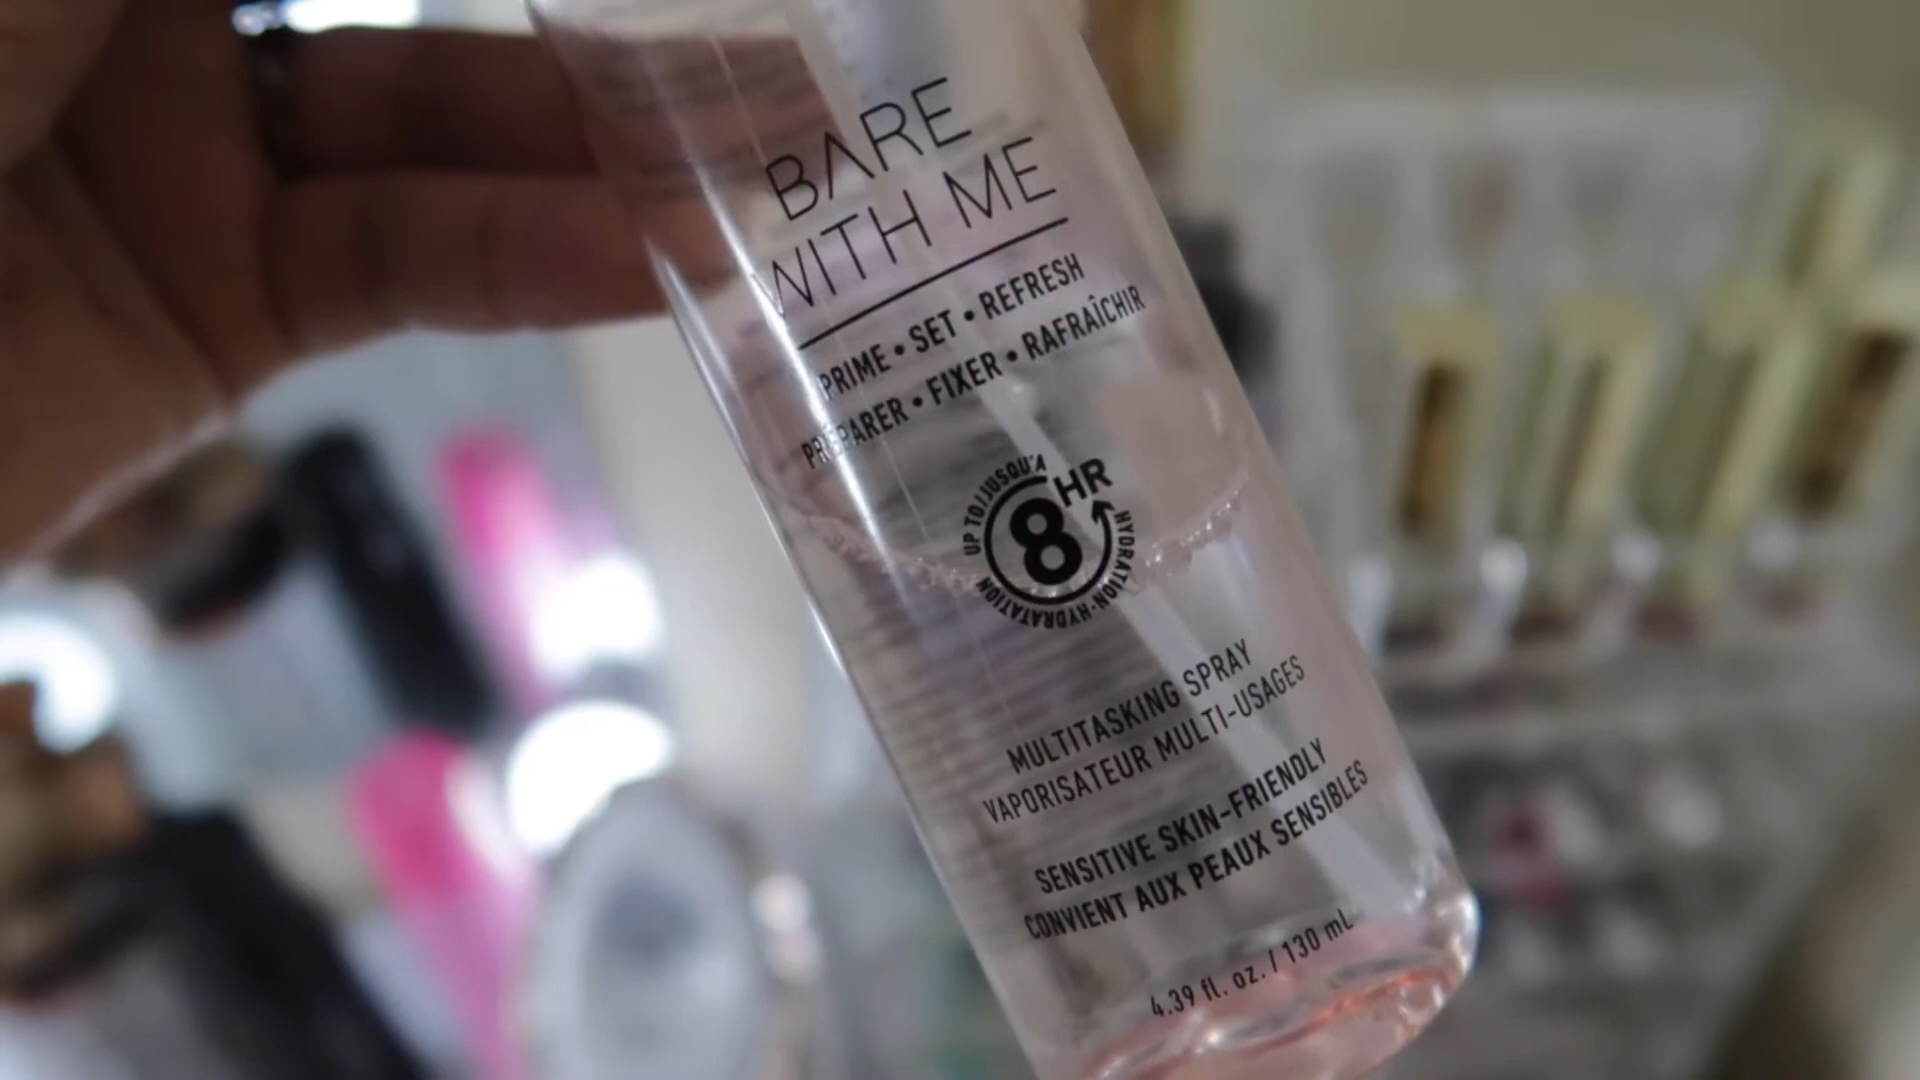 BARE
WITH ME
PRIME • SET • REFRESH
PRÉPARER • FIXER • RAFRAÎCHIR
UP TO/JUSQU'À
8 HR
HYDRATION-HYDRATATION
MULTITASKING SPRAY
VAPORISATEUR MULTI-USAGES
SENSITIVE SKIN-FRIENDLY
CONVIENT AUX PEAUX SENSIBLES
4.39 fl. oz. / 130 mL